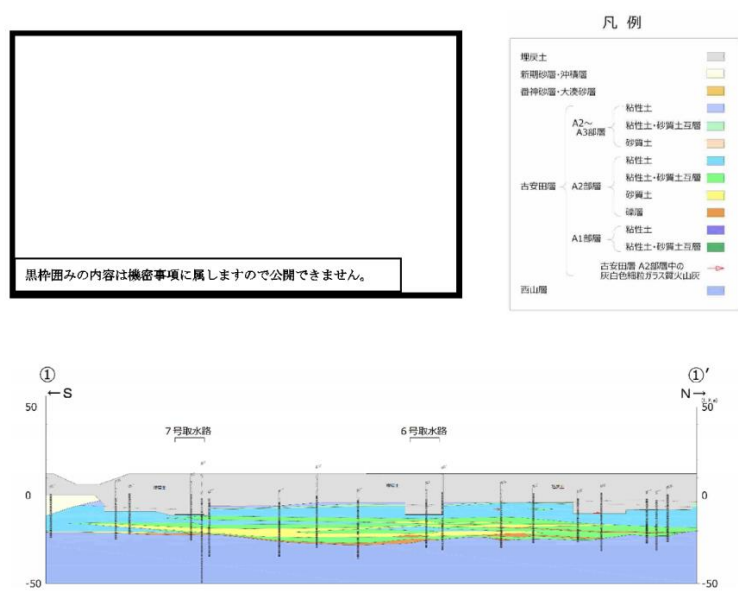 黒枠囲みの内容は機密事項に属しますので公開できません。
凡 例
埋戻土
新期砂層・沖積層
番神砂層・大湊砂層
古安田層
A2～
A3部層
粘性土
粘性土・砂質土互層
砂質土
A2部層
粘性土
粘性土・砂質土互層
砂質土
礫層
A1部層
粘性土
粘性土・砂質土互層
古安田層 A2部層中の
灰白色細粒ガラス質火山灰
西山層
① ①′
←S N→
50 50
7号取水路 6号取水路
0 0
-50 -50